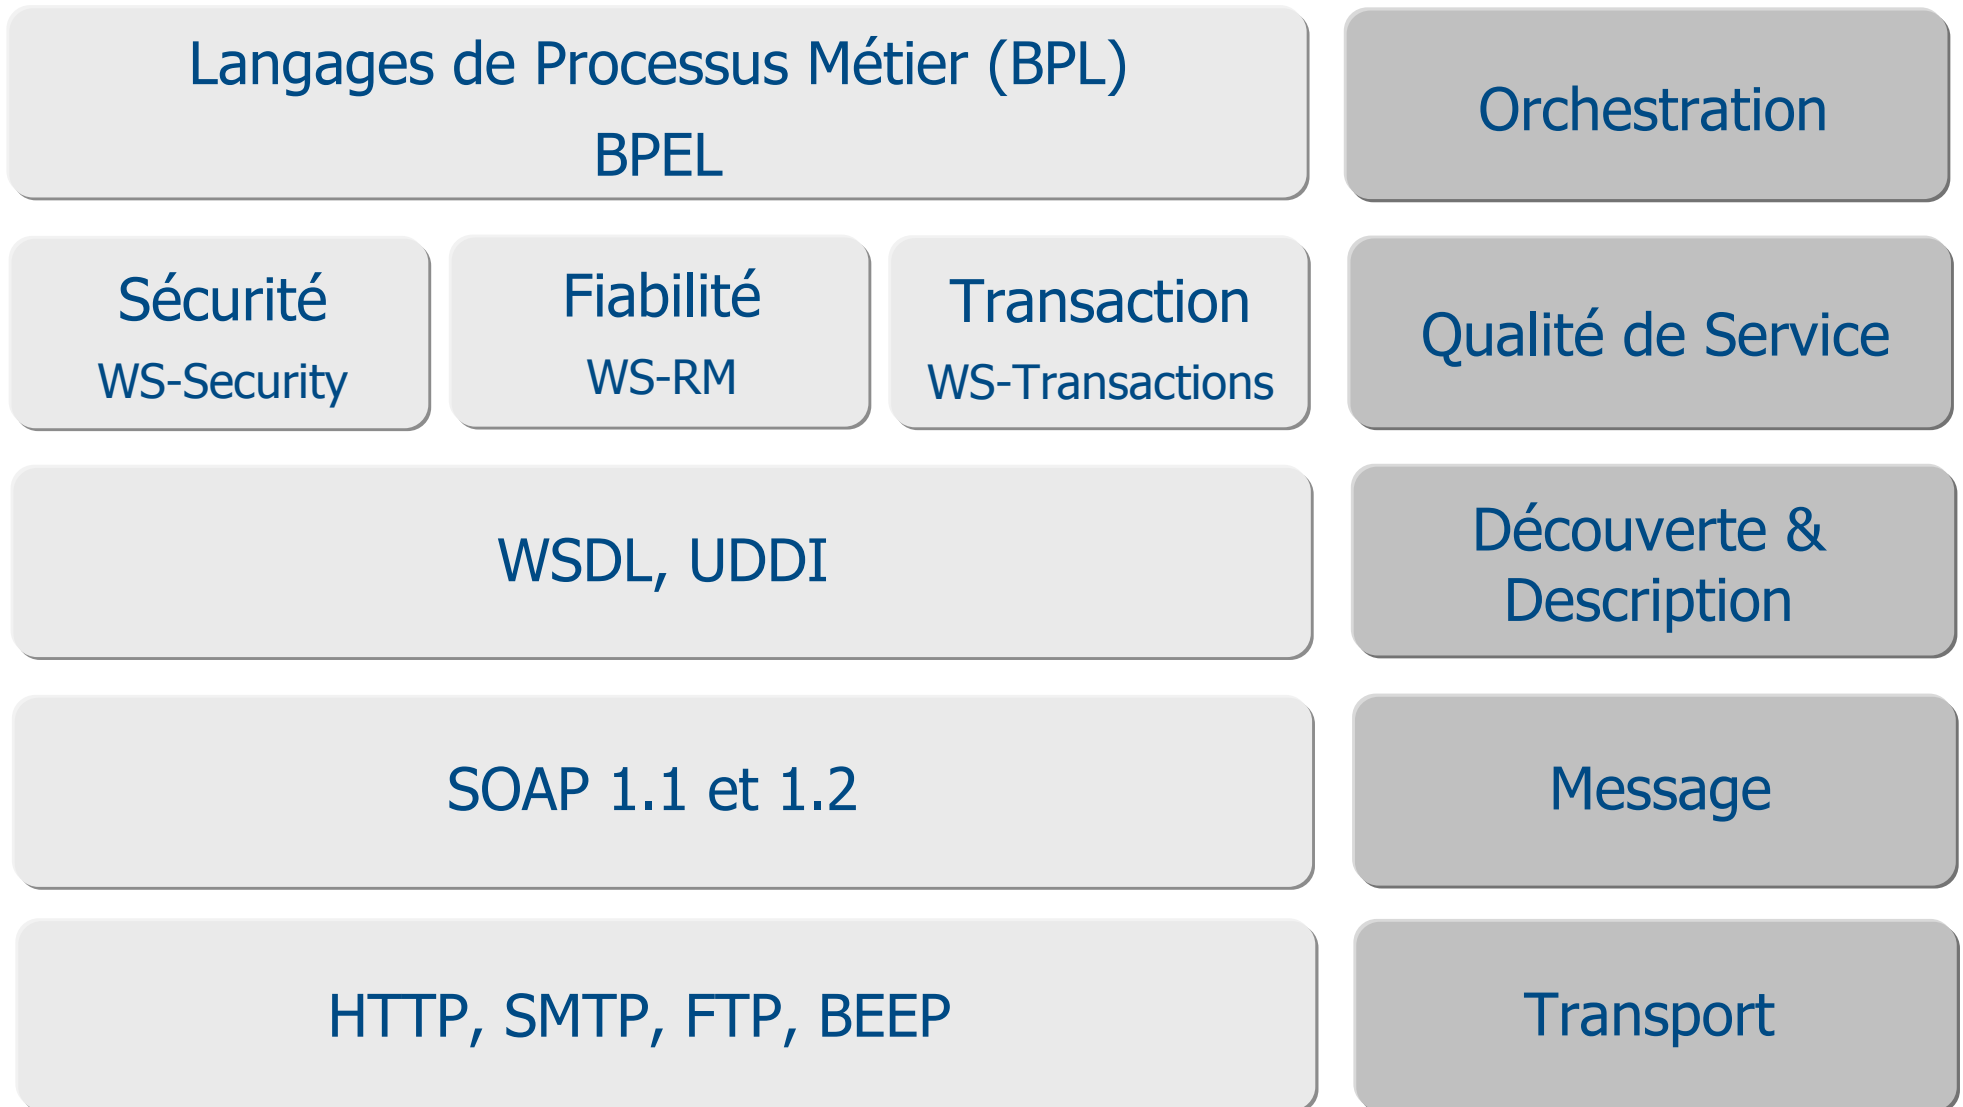 Langages de Processus Métier (BPL)
BPEL
Orchestration
Sécurité
WS-Security
Fiabilité
WS-RM
Transaction
WS-Transactions
Qualité de Service
WSDL, UDDI
Découverte &
Description
SOAP 1.1 et 1.2
Message
HTTP, SMTP, FTP, BEEP
Transport